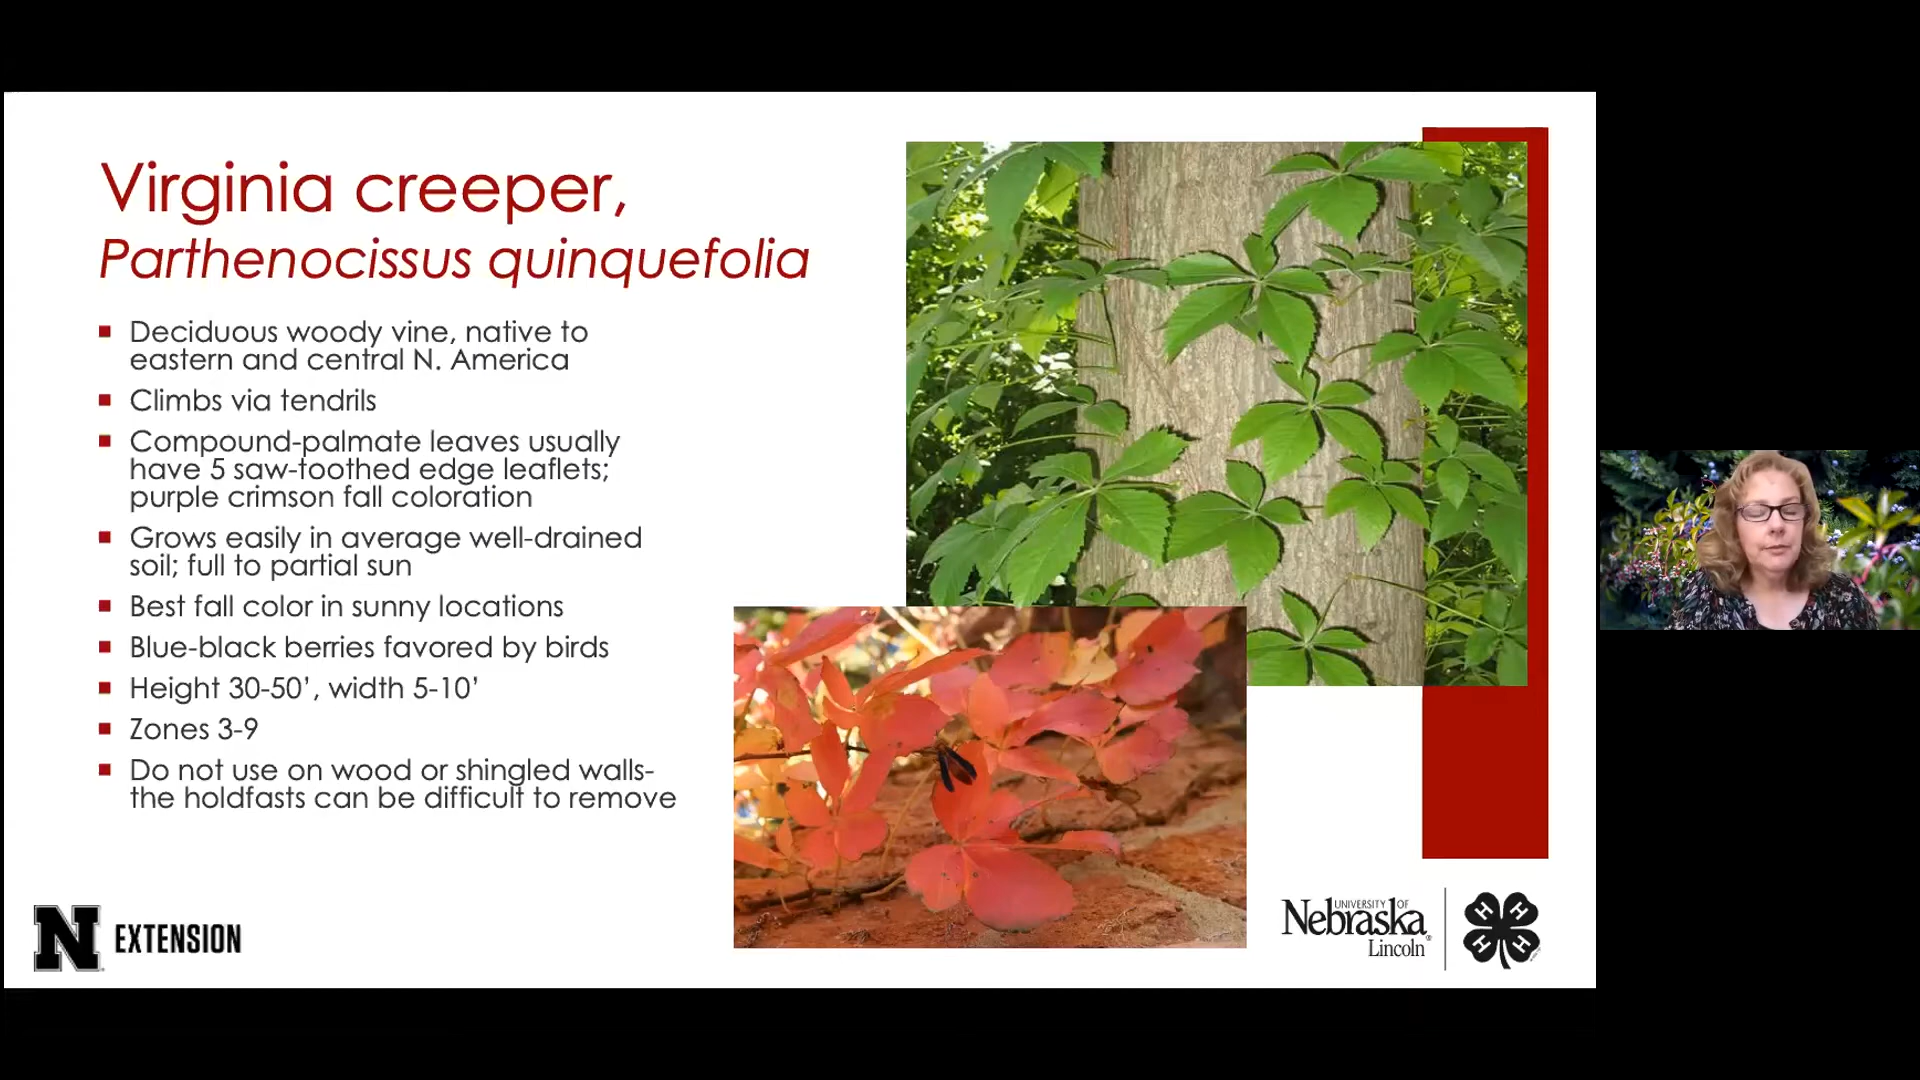 Virginia creeper,
Parthenocissus quinquefolia
Deciduous woody vine, native to
eastern and central N. America
Climbs via tendrils
Compound-palmate leaves usually
have 5 saw-toothed edge leaflets;
purple crimson fall coloration
Grows easily in average well-drained
soil; full to partial sun
Best fall color in sunny locations
Blue-black berries favored by birds
Height 30-50’, width 5-10’
Zones 3-9
Do not use on wood or shingled walls-
the holdfasts can be difficult to remove
N EXTENSION
UNIVERSITY OF
Nebraska
Lincoln
H H
H H